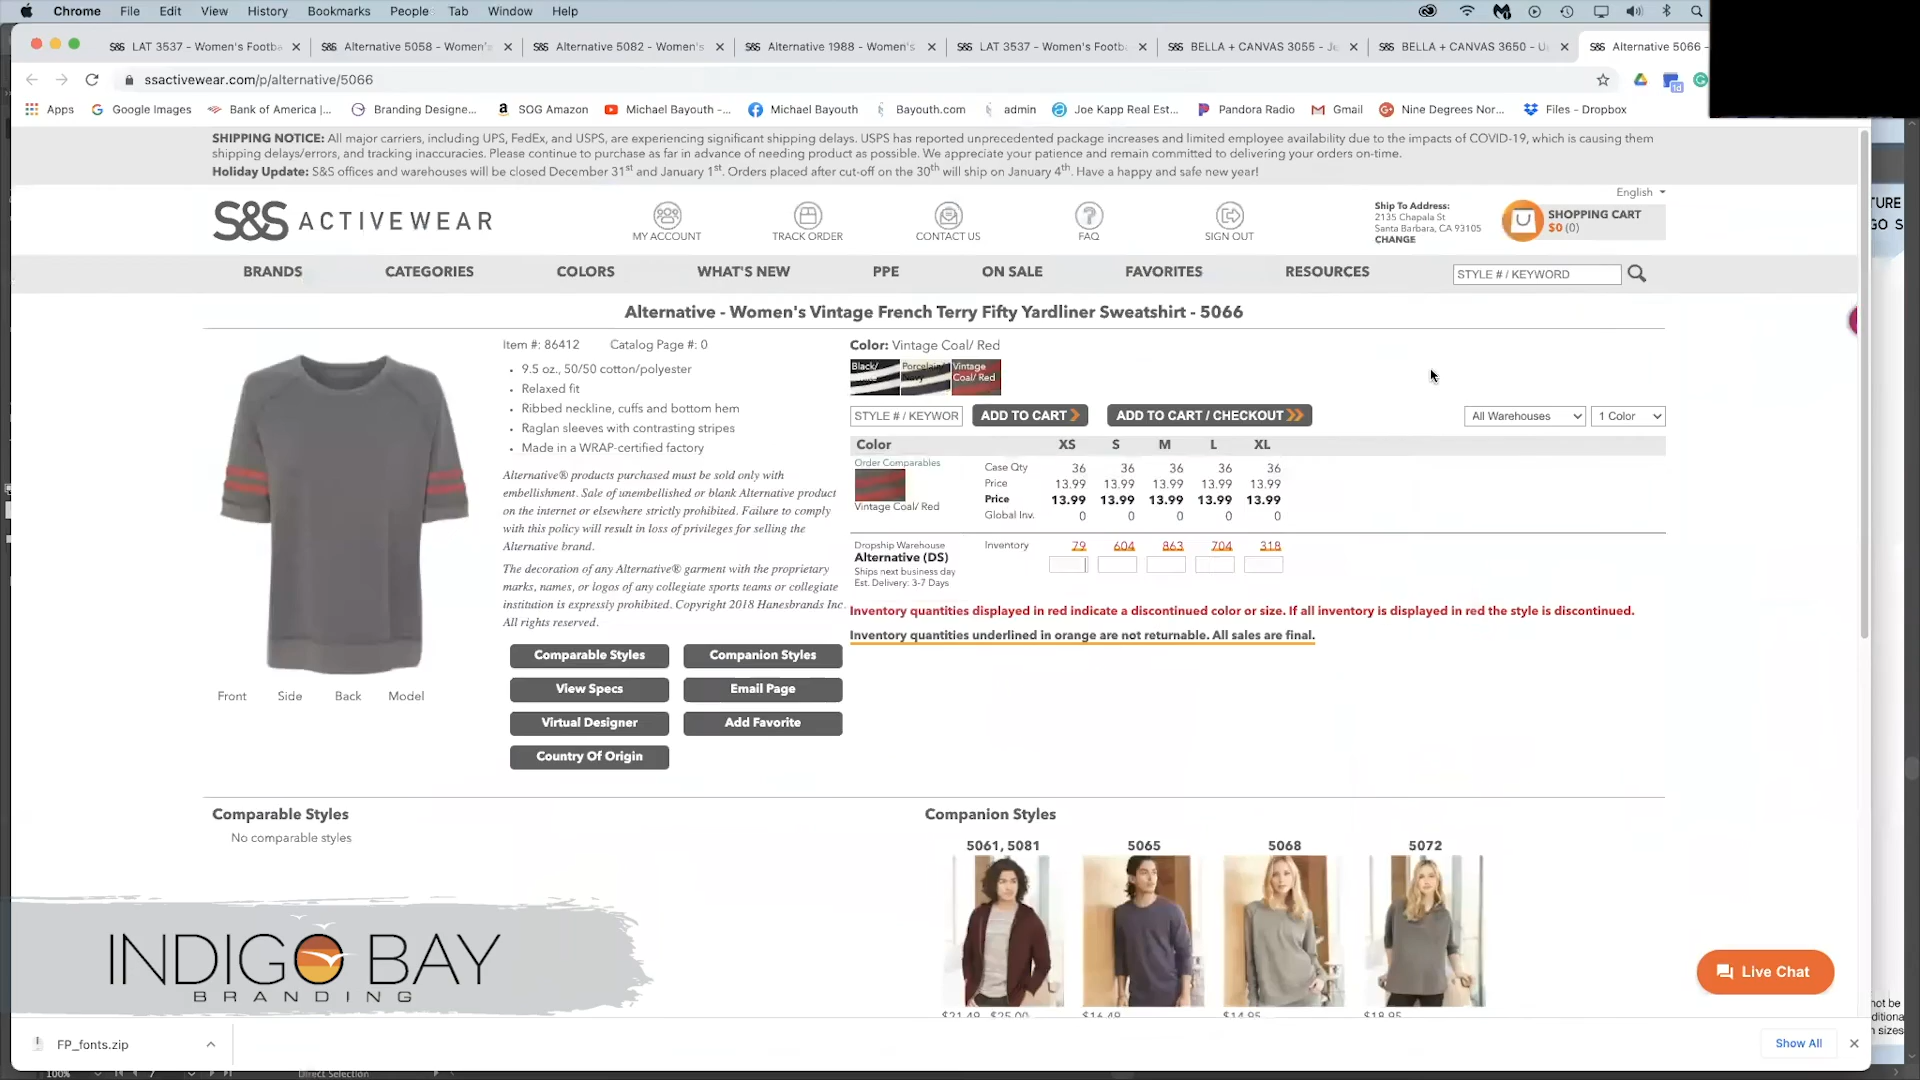 Chrome File Edit View History Bookmarks People Tab Window Help
S&S LAT 3537 - Women's Footba
S&S Alternative 5058 - Women's
S&S Alternative 5082 - Women's
S&S Alternative 1988 - Women's
S&S LAT 3537 - Women's Footba
S&S BELLA + CANVAS 3055 - Je
S&S BELLA + CANVAS 3650 - U
S&S Alternative 5066 -
ssactivewear.com/p/alternative/5066
Apps Google Images Bank of America |... Branding Designe... SOG Amazon Michael Bayouth -... Michael Bayouth Bayouth.com admin Joe Kapp Real Est... Pandora Radio Gmail Nine Degrees Nor... Files - Dropbox
SHIPPING NOTICE: All major carriers, including UPS, FedEx, and USPS, are experiencing significant shipping delays. USPS has reported unprecedented package increases and limited employee availability due to the impacts of COVID-19, which is causing them
shipping delays/errors, and tracking inaccuracies. Please continue to purchase as far in advance of needing product as possible. We appreciate your patience and remain committed to delivering your orders on-time.
Holiday Update: S&S offices and warehouses will be closed December 31st and January 1st. Orders placed after cut-off on the 30th will ship on January 4th. Have a happy and safe new year!
English
S&S ACTIVEWEAR
MY ACCOUNT
TRACK ORDER
CONTACT US
FAQ
SIGN OUT
Ship To Address:
2135 Chapala St
Santa Barbara, CA 93105
CHANGE
SHOPPING CART
$0 (0)
BRANDS CATEGORIES COLORS WHAT'S NEW PPE ON SALE FAVORITES RESOURCES
STYLE # / KEYWORD
Alternative - Women's Vintage French Terry Fifty Yardliner Sweatshirt - 5066
Item #: 86412 Catalog Page #: 0
• 9.5 oz., 50/50 cotton/polyester
• Relaxed fit
• Ribbed neckline, cuffs and bottom hem
• Raglan sleeves with contrasting stripes
• Made in a WRAP-certified factory
Alternative® products purchased must be sold only with
embellishment. Sale of unembellished or blank Alternative product
on the internet or elsewhere strictly prohibited. Failure to comply
with this policy will result in loss of privileges for selling the
Alternative brand.
The decoration of any Alternative® garment with the proprietary
marks, names, or logos of any collegiate sports teams or collegiate
institution is expressly prohibited. Copyright 2018 Hanesbrands Inc.
All rights reserved.
Front Side Back Model
Comparable Styles Companion Styles
View Specs Email Page
Virtual Designer Add Favorite
Country Of Origin
Color: Vintage Coal/ Red
Black/
Porcelain/
Navy
Vintage
Coal/ Red
STYLE # / KEYWOR
ADD TO CART
ADD TO CART / CHECKOUT
All Warehouses
1 Color
Color XS S M L XL
Order Comparables
Vintage Coal/ Red
Case Qty 36 36 36 36 36
Price 13.99 13.99 13.99 13.99 13.99
Price 13.99 13.99 13.99 13.99 13.99
Global Inv. 0 0 0 0 0
Dropship Warehouse
Alternative (DS)
Ships next business day
Est. Delivery: 3-7 Days
Inventory 79 604 863 704 318
Inventory quantities displayed in red indicate a discontinued color or size. If all inventory is displayed in red the style is discontinued.
Inventory quantities underlined in orange are not returnable. All sales are final.
Comparable Styles
No comparable styles
Companion Styles
5061, 5081 5065 5068 5072
$21.49 - $25.00 $16.49 $14.95 $18.95
INDIGO BAY
BRANDING
Live Chat
FP_fonts.zip
Show All
TURE
GO S
not be
ditiona
n sizes
100%
Direct Selection